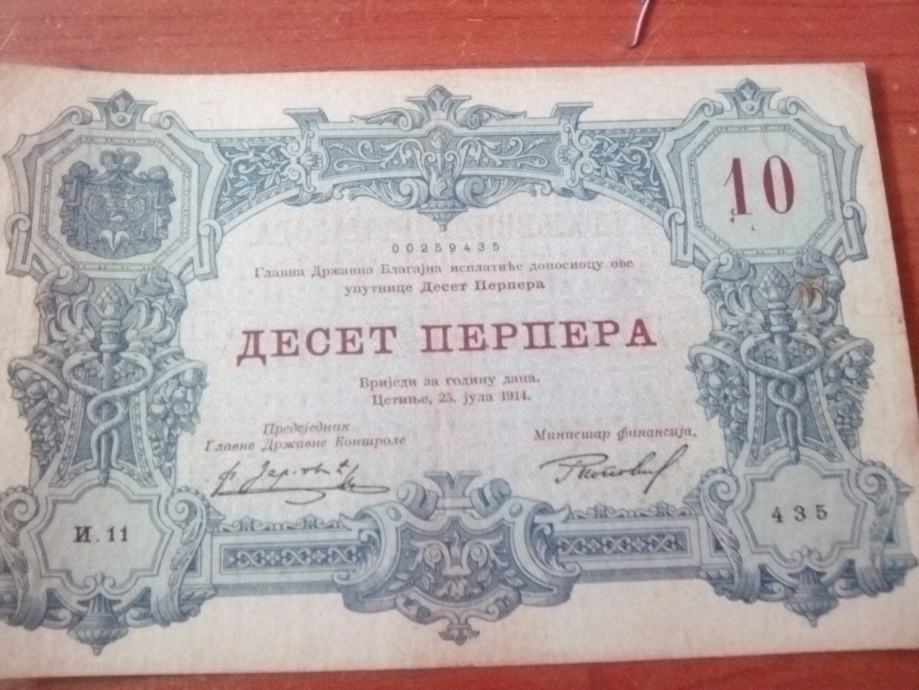 10
00259435
Главна Државна Благајна исплатиће доносиоцу ове
упутнице Десет Перпера
ДЕСЕТ ПЕРПЕРА
Вриједи за годину дана.
Цетиње, 25. јула 1914.
Предсједник
Главне Државне Контроле
Министар финансија,
И. 11
435